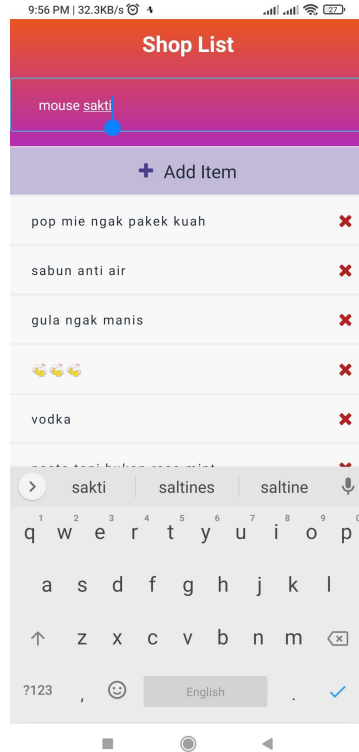 9:56 PM | 32.3KB/s 27
Shop List
mouse sakti
Add Item
pop mie ngak pakek kuah
sabun anti air
gula ngak manis
🍻🍻🍻
vodka
sakti saltines saltine
1 2 3 4 5 6 7 8 9 0
q w e r t y u i o p
a s d f g h j k l
z x c v b n m
?123 , English .